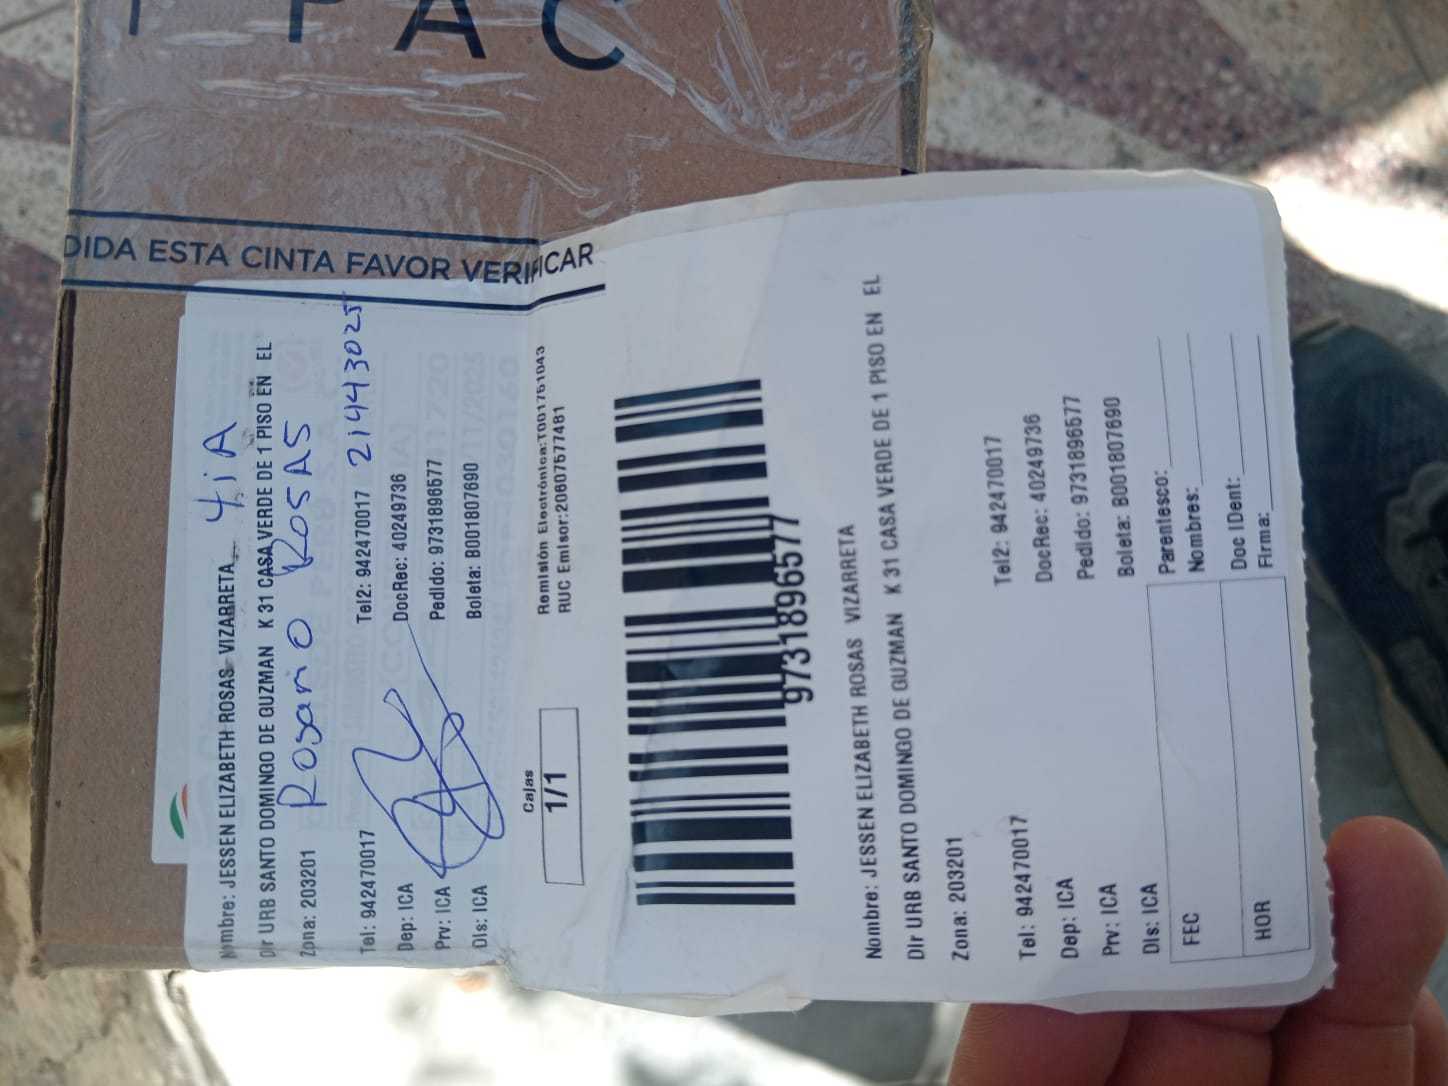 PAC
DIDA ESTA CINTA FAVOR VERIFICAR
Nombre: JESSEN ELIZABETH ROSAS VIZARRETA
Dir URB SANTO DOMINGO DE GUZMAN K 31 CASA VERDE DE 1 PISO EN EL
Zona: 203201
Tel: 942470017 Tel2: 942470017
Dep: ICA DocRec: 40249736
Prv: ICA Pedido: 9731896577
Dis: ICA Boleta: B001807690
tiA
Rosario ROSAS
21443025
Cajas
1/1
Remisión Electrónica:T001751043
RUC Emisor:20607577481
9731896577
Nombre: JESSEN ELIZABETH ROSAS VIZARRETA
Dir URB SANTO DOMINGO DE GUZMAN K 31 CASA VERDE DE 1 PISO EN EL
Zona: 203201
Tel: 942470017 Tel2: 942470017
Dep: ICA DocRec: 40249736
Prv: ICA Pedido: 9731896577
Dis: ICA Boleta: B001807690
FEC
HOR
Parentesco:
Nombres:
Doc IDent:
Firma: